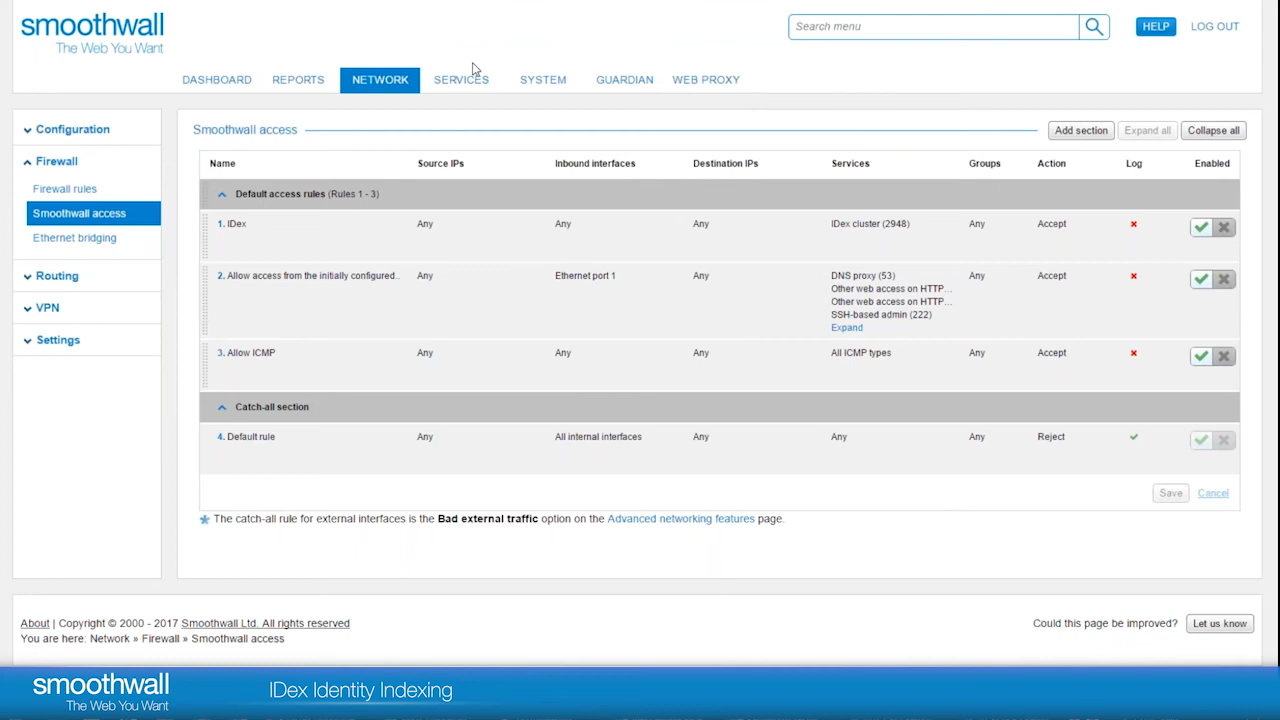 smoothwall
The Web You Want
Search menu
HELP
LOG OUT
DASHBOARD REPORTS NETWORK SERVICES SYSTEM GUARDIAN WEB PROXY
Configuration
Firewall
Firewall rules
Smoothwall access
Ethernet bridging
Routing
VPN
Settings
Smoothwall access
Add section Expand all Collapse all
Name Source IPs Inbound interfaces Destination IPs Services Groups Action Log Enabled
Default access rules (Rules 1 - 3)
1. IDex Any Any Any IDex cluster (2948) Any Accept
2. Allow access from the initially configured.. Any Ethernet port 1 Any DNS proxy (53) Any Accept
Other web access on HTTP...
Other web access on HTTP...
SSH-based admin (222)
Expand
3. Allow ICMP Any Any Any All ICMP types Any Accept
Catch-all section
4. Default rule Any All internal interfaces Any Any Any Reject
Save Cancel
The catch-all rule for external interfaces is the Bad external traffic option on the Advanced networking features page.
About | Copyright © 2000 - 2017 Smoothwall Ltd. All rights reserved
You are here: Network » Firewall » Smoothwall access
Could this page be improved? Let us know
smoothwall
The Web You Want
IDex Identity Indexing